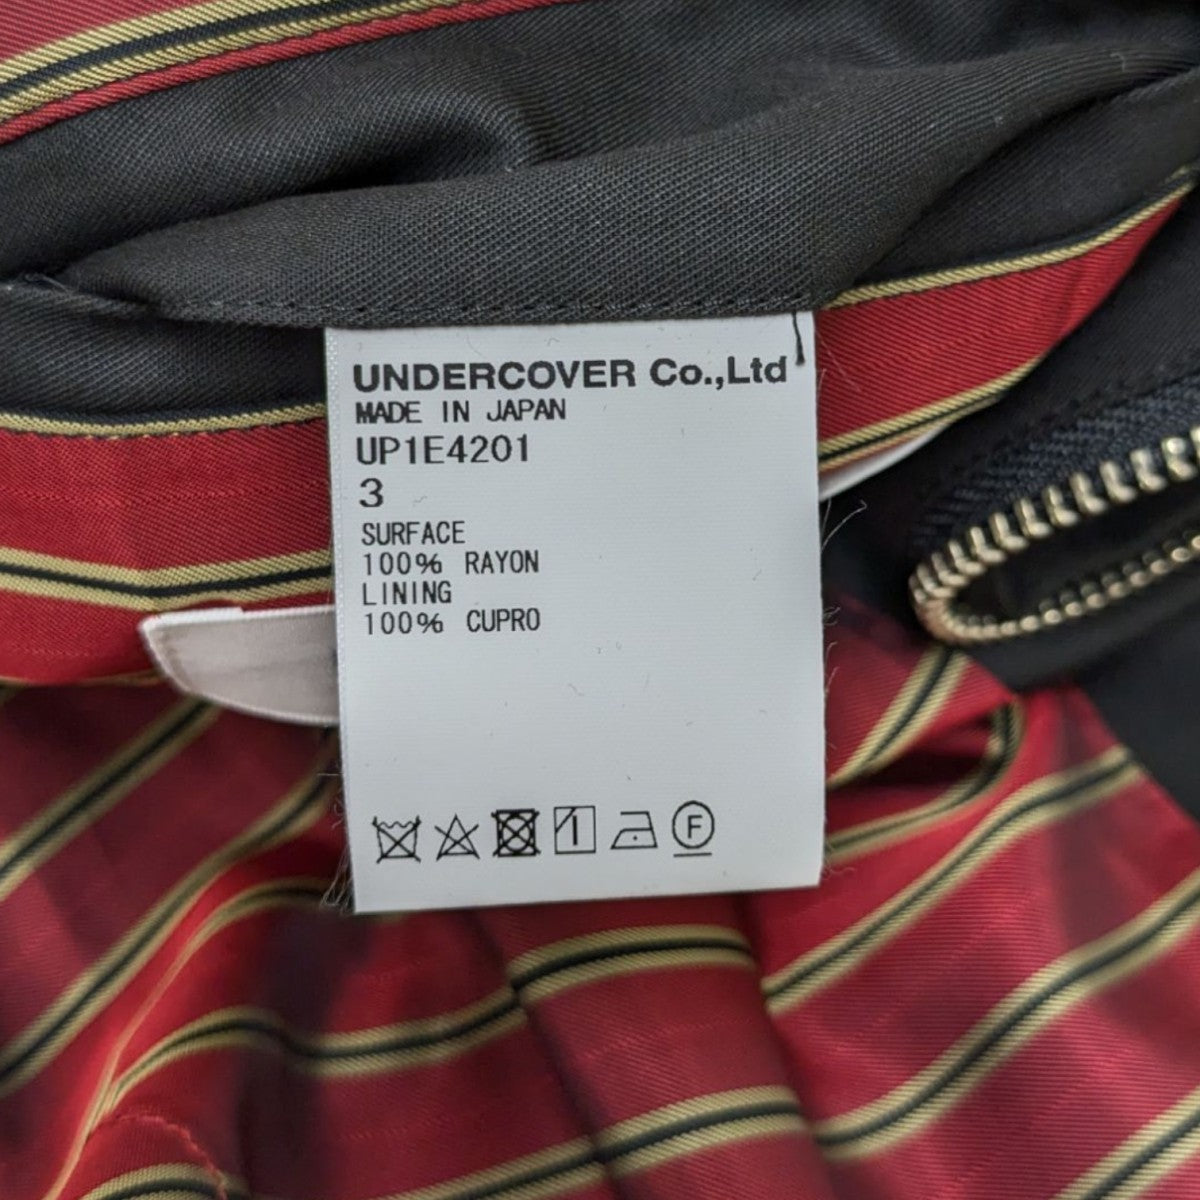 UNDERCOVER Co.,Ltd
MADE IN JAPAN
UP1E4201
3
SURFACE
100% RAYON
LINING
100% CUPRO
F